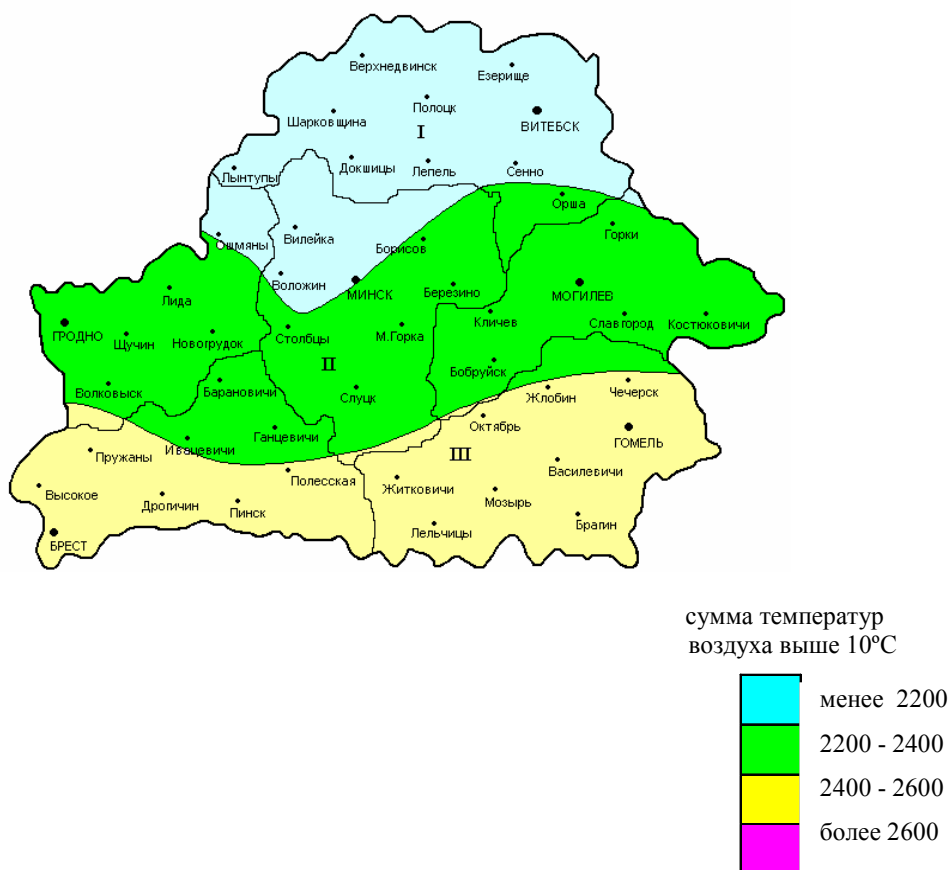 Верхнедвинск
Езерище
Полоцк
Шарковщина
ВИТЕБСК
I
Докшицы
Лепель
Сенно
Лынтупы
Орша
Вилейка
Горки
Ошмяны
Борисов
Воложин
МИНСК
Березино
МОГИЛЕВ
Лида
Кличев
Славгород
Костюковичи
ГРОДНО
Щучин
Новогрудок
Столбцы
М.Горка
II
Бобруйск
Волковыск
Барановичи
Слуцк
Жлобин
Чечерск
Октябрь
ГОМЕЛЬ
Ивацевичи
Ганцевичи
III
Пружаны
Василевичи
Полесская
Житковичи
Высокое
Дрогичин
Пинск
Мозырь
Брагин
Лельчицы
БРЕСТ
сумма температур
воздуха выше 10ºС
менее 2200
2200 - 2400
2400 - 2600
более 2600